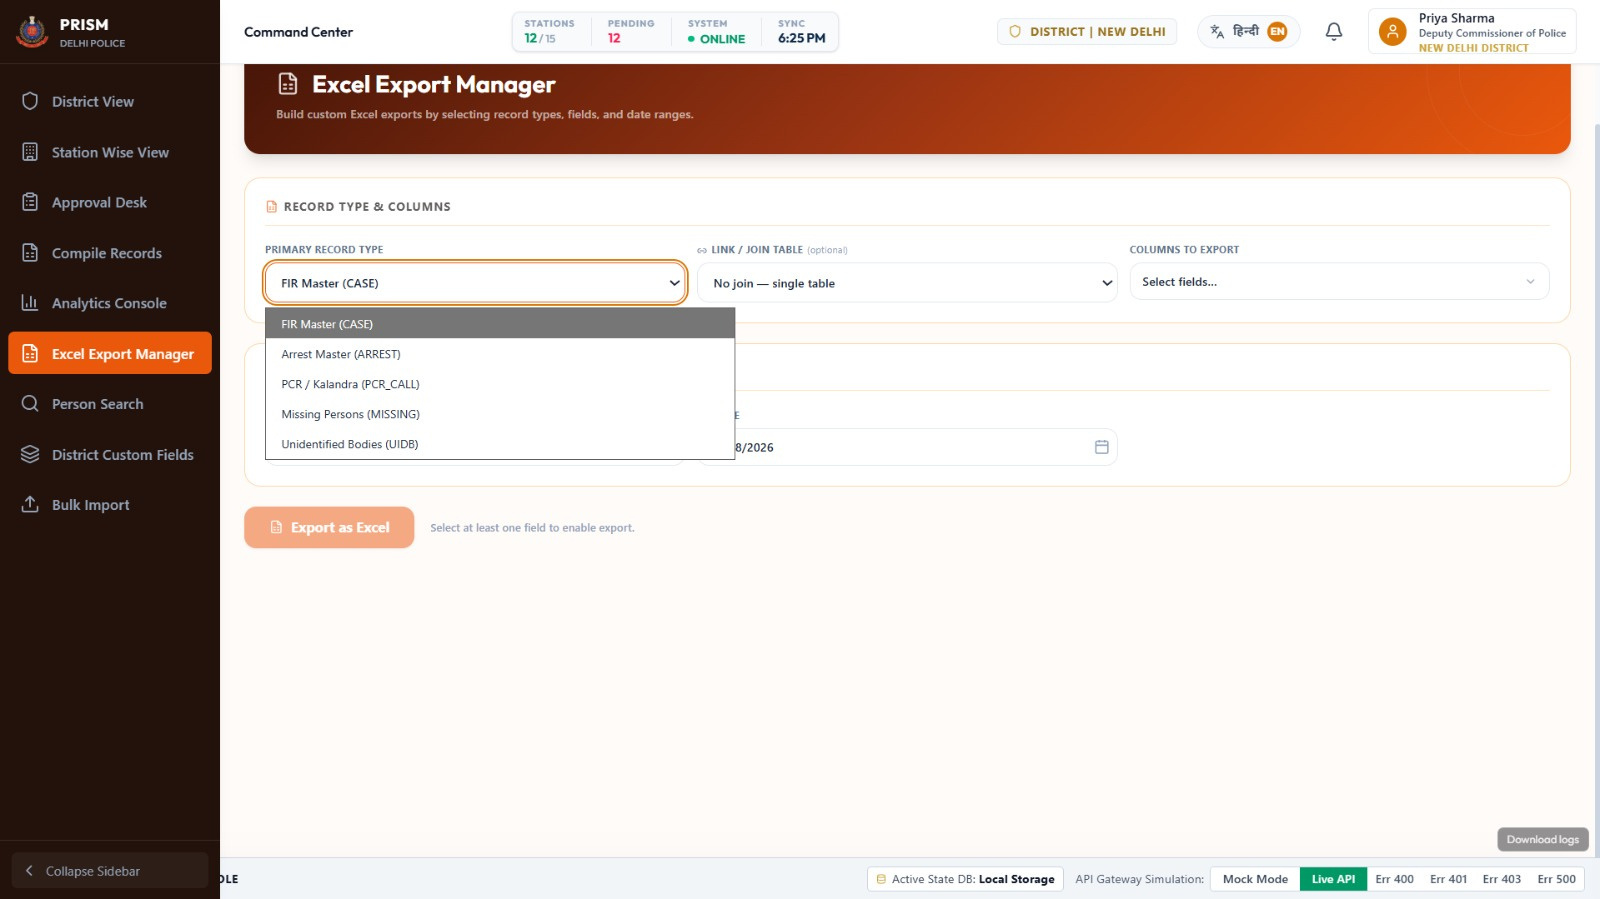 PRISM
DELHI POLICE
District View
Station Wise View
Approval Desk
Compile Records
Analytics Console
Excel Export Manager
Person Search
District Custom Fields
Bulk Import
Collapse Sidebar
Command Center
STATIONS
12 / 15
PENDING
12
SYSTEM
ONLINE
SYNC
6:25 PM
DISTRICT | NEW DELHI
हिन्दी EN
Priya Sharma
Deputy Commissioner of Police
NEW DELHI DISTRICT
Excel Export Manager
Build custom Excel exports by selecting record types, fields, and date ranges.
RECORD TYPE & COLUMNS
PRIMARY RECORD TYPE
FIR Master (CASE)
LINK / JOIN TABLE (optional)
No join — single table
COLUMNS TO EXPORT
Select fields...
FIR Master (CASE)
Arrest Master (ARREST)
PCR / Kalandra (PCR_CALL)
Missing Persons (MISSING)
Unidentified Bodies (UIDB)
E
8/2026
Export as Excel
Select at least one field to enable export.
Download logs
OLE
Active State DB: Local Storage
API Gateway Simulation:
Mock Mode
Live API
Err 400
Err 401
Err 403
Err 500